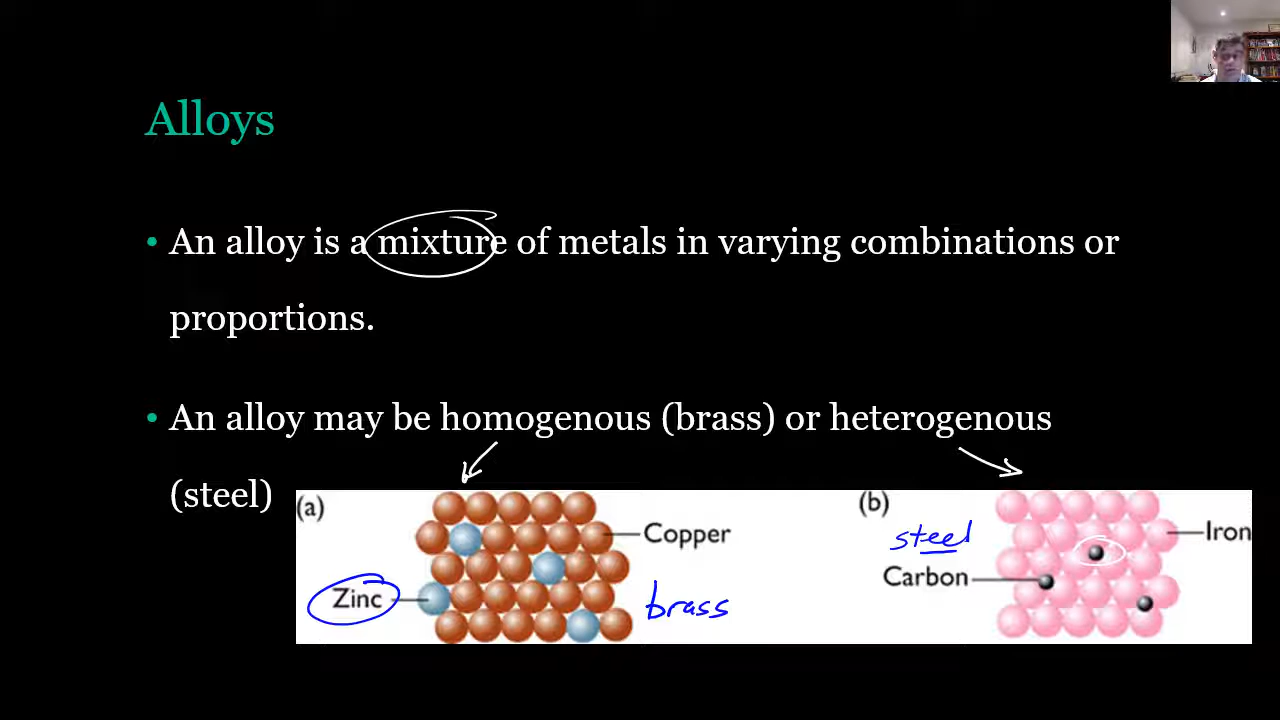 Alloys
• An alloy is a mixture of metals in varying combinations or
proportions.
• An alloy may be homogenous (brass) or heterogenous
(steel)
(a)
Copper
Zinc
brass
(b)
steel
Iron
Carbon